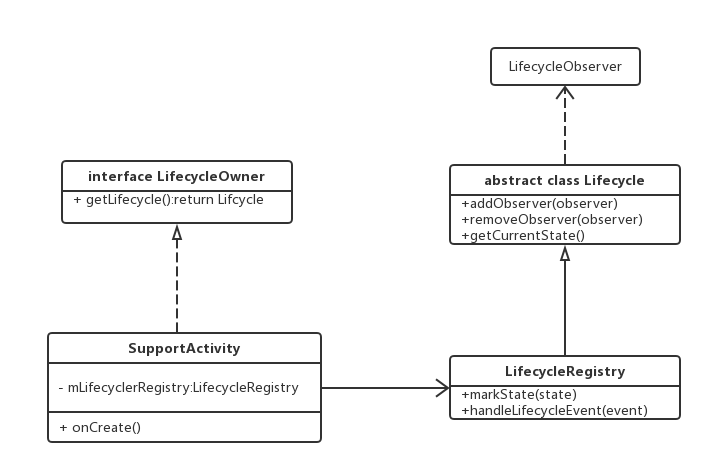 LifecycleObserver
interface LifecycleOwner
+ getLifecycle():return Lifcycle
abstract class Lifecycle
+addObserver(observer)
+removeObserver(observer)
+getCurrentState()
SupportActivity
- mLifecyclerRegistry:LifecycleRegistry
+ onCreate()
LifecycleRegistry
+markState(state)
+handleLifecycleEvent(event)